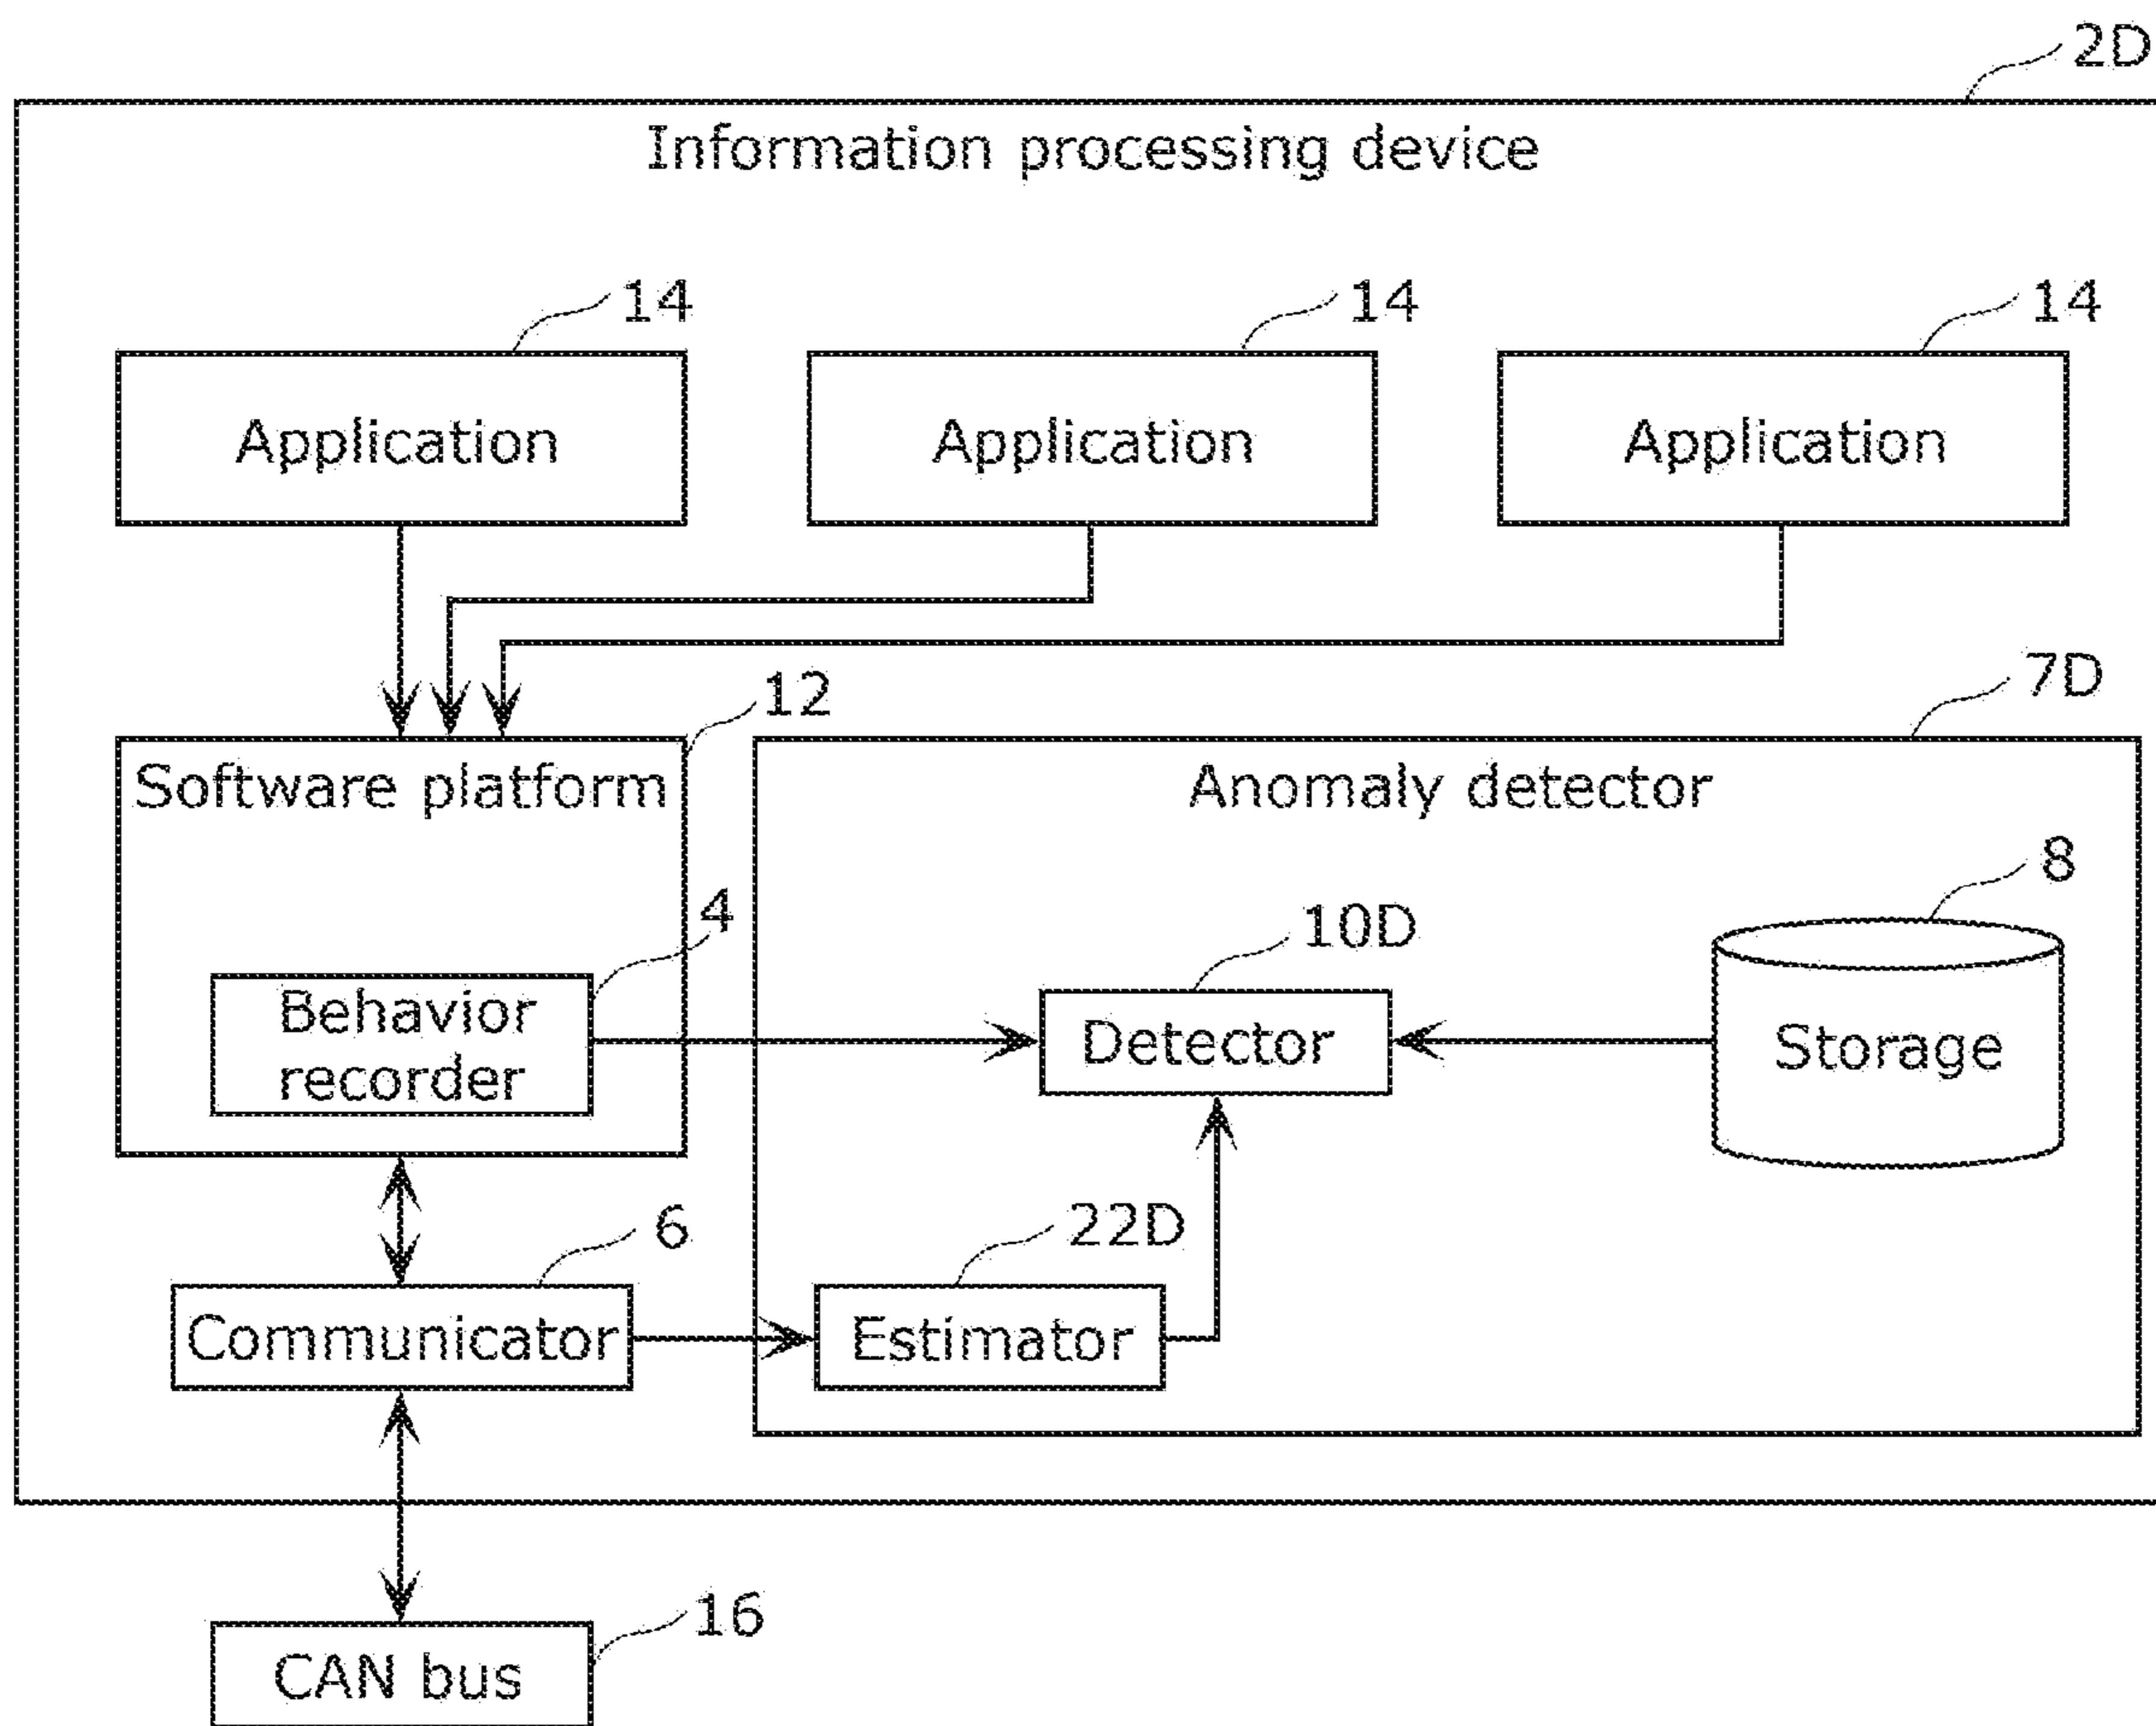 2D
Information processing device
14
14
14
Application
Application
Application
12
7D
Software platform
Anomaly detector
8
4
10D
Behavior
recorder
Detector
Storage
6
22D
Communicator
Estimator
16
CAN bus